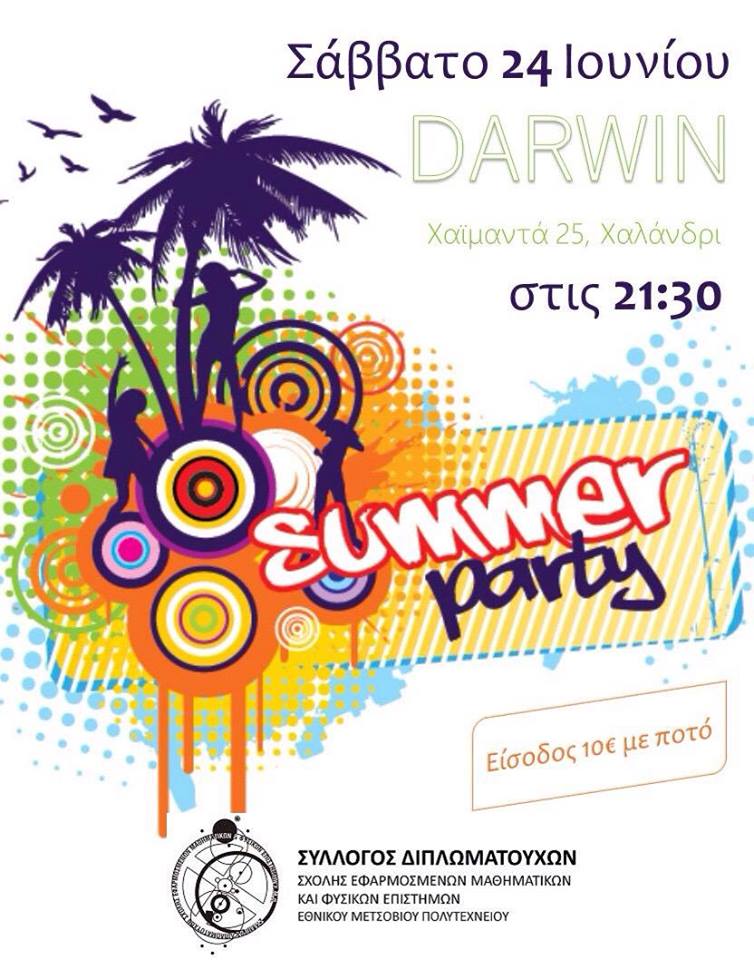 Σάββατο 24 Ιουνίου
DARWIN
Χαϊμαντά 25, Χαλάνδρι
στις 21:30
summer
party
Είσοδος 10€ με ποτό
ΣΥΛΛΟΓΟΣ ΔΙΠΛΩΜΑΤΟΥΧΩΝ
ΣΧΟΛΗΣ ΕΦΑΡΜΟΣΜΕΝΩΝ ΜΑΘΗΜΑΤΙΚΩΝ
ΚΑΙ ΦΥΣΙΚΩΝ ΕΠΙΣΤΗΜΩΝ
ΕΘΝΙΚΟΥ ΜΕΤΣΟΒΙΟΥ ΠΟΛΥΤΕΧΝΕΙΟΥ